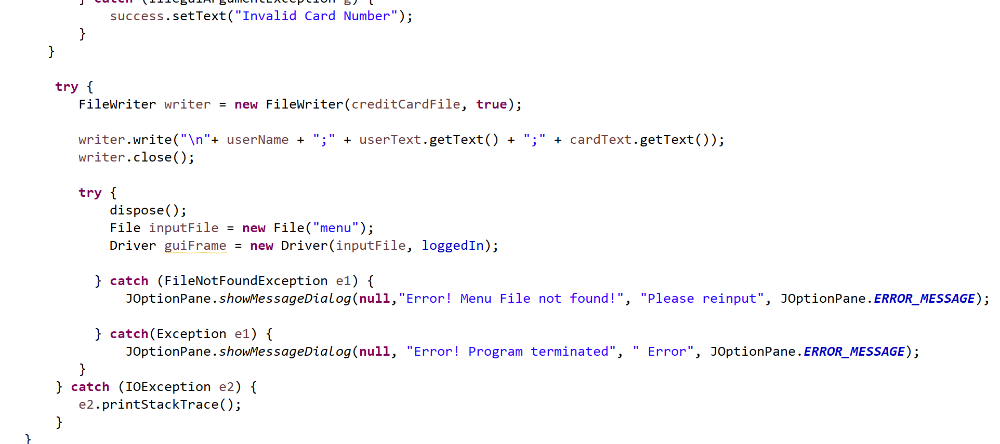 } catch (IllegalArgumentException g) {
success.setText("Invalid Card Number");
}
}
try {
FileWriter writer = new FileWriter(creditCardFile, true);
writer.write("\n"+ userName + ";" + userText.getText() + ";" + cardText.getText());
writer.close();
try {
dispose();
File inputFile = new File("menu");
Driver guiFrame = new Driver(inputFile, loggedIn);
} catch (FileNotFoundException e1) {
JOptionPane.showMessageDialog(null,"Error! Menu File not found!", "Please reinput", JOptionPane.ERROR_MESSAGE);
} catch(Exception e1) {
JOptionPane.showMessageDialog(null, "Error! Program terminated", " Error", JOptionPane.ERROR_MESSAGE);
}
} catch (IOException e2) {
e2.printStackTrace();
}
}